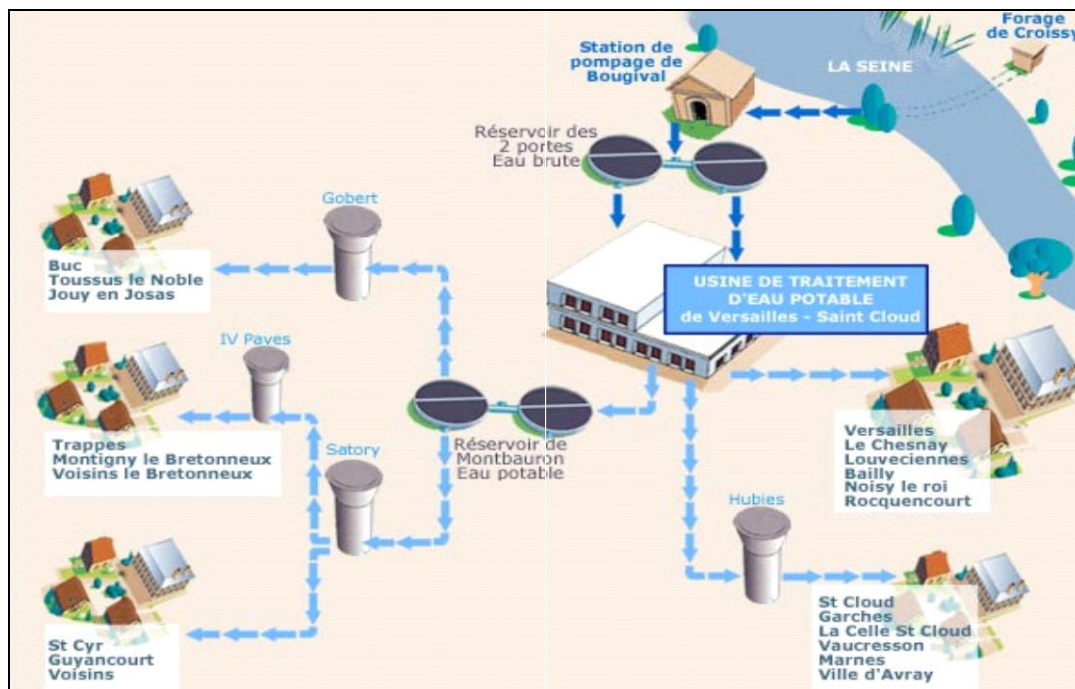 Forage
de Croissy
Station de
pompage de
Bougival
LA SEINE
Réservoir des
2 portes
Eau brute
Gobert
Buc
Toussus le Noble
Jouy en Josas
USINE DE TRAITEMENT
D'EAU POTABLE
de Versailles - Saint Cloud
IV Paves
Trappes
Montigny le Bretonneux
Voisins le Bretonneux
Satory
Réservoir de
Montbauron
Eau potable
Versailles
Le Chesnay
Louveciennes
Bailly
Noisy le roi
Rocquencourt
Hubies
St Cyr
Guyancourt
Voisins
St Cloud
Garches
La Celle St Cloud
Vaucresson
Marnes
Ville d'Avray